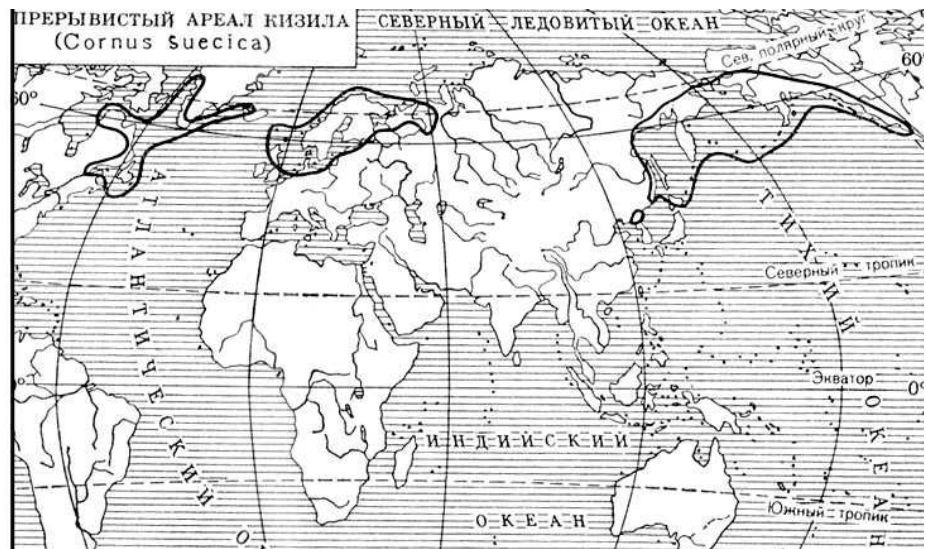 ПРЕРЫВИСТЫЙ АРЕАЛ КИЗИЛА
(Cornus Suecica)
СЕВЕРНЫЙ ЛЕДОВИТЫЙ ОКЕАН
Сев. полярный круг
60°
60°
АТЛАНТИЧЕСКИЙ
О
ТИХИЙ
ОКЕАН
Северный тропик
Экватор
0°
0°
ИНДИЙСКИЙ
ОКЕАН
Южный тропик